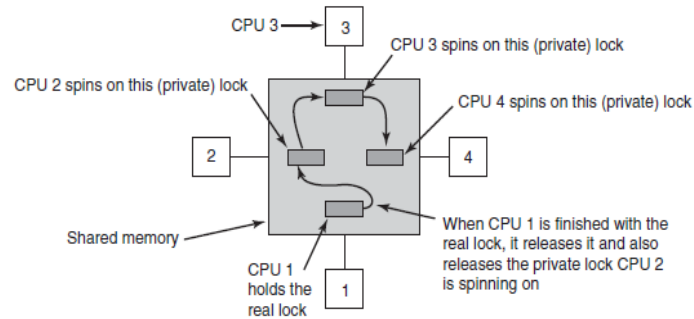 CPU 3
3
CPU 3 spins on this (private) lock
CPU 2 spins on this (private) lock
CPU 4 spins on this (private) lock
2
4
Shared memory
When CPU 1 is finished with the
real lock, it releases it and also
releases the private lock CPU 2
is spinning on
CPU 1
holds the
real lock
1